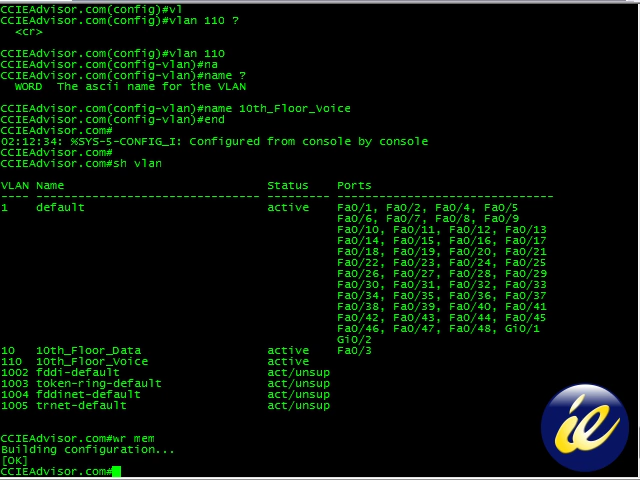 CCIEAdvisor.com(config)#vl
CCIEAdvisor.com(config)#vlan 110 ?
<cr>
CCIEAdvisor.com(config)#vlan 110
CCIEAdvisor.com(config-vlan)#na
CCIEAdvisor.com(config-vlan)#name ?
WORD  The ascii name for the VLAN
CCIEAdvisor.com(config-vlan)#name 10th_Floor_Voice
CCIEAdvisor.com(config-vlan)#end
CCIEAdvisor.com#
02:12:34: %SYS-5-CONFIG_I: Configured from console by console
CCIEAdvisor.com#
CCIEAdvisor.com#sh vlan
VLAN Name                             Status    Ports
---- -------------------------------- --------- -------------------------------
1    default                          active    Fa0/1, Fa0/2, Fa0/4, Fa0/5
Fa0/6, Fa0/7, Fa0/8, Fa0/9
Fa0/10, Fa0/11, Fa0/12, Fa0/13
Fa0/14, Fa0/15, Fa0/16, Fa0/17
Fa0/18, Fa0/19, Fa0/20, Fa0/21
Fa0/22, Fa0/23, Fa0/24, Fa0/25
Fa0/26, Fa0/27, Fa0/28, Fa0/29
Fa0/30, Fa0/31, Fa0/32, Fa0/33
Fa0/34, Fa0/35, Fa0/36, Fa0/37
Fa0/38, Fa0/39, Fa0/40, Fa0/41
Fa0/42, Fa0/43, Fa0/44, Fa0/45
Fa0/46, Fa0/47, Fa0/48, Gi0/1
Gi0/2
10   10th_Floor_Data                  active    Fa0/3
110  10th_Floor_Voice                 active
1002 fddi-default                     act/unsup
1003 token-ring-default               act/unsup
1004 fddinet-default                  act/unsup
1005 trnet-default                    act/unsup
CCIEAdvisor.com#wr mem
Building configuration...
[OK]
CCIEAdvisor.com#
ie